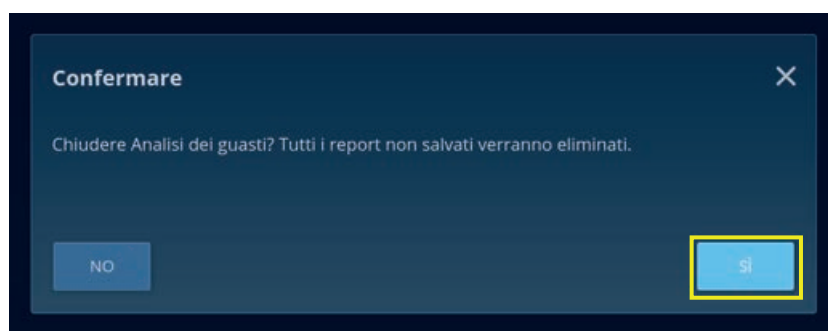 Confermare
Chiudere Analisi dei guasti? Tutti i report non salvati verranno eliminati.
NO
sì